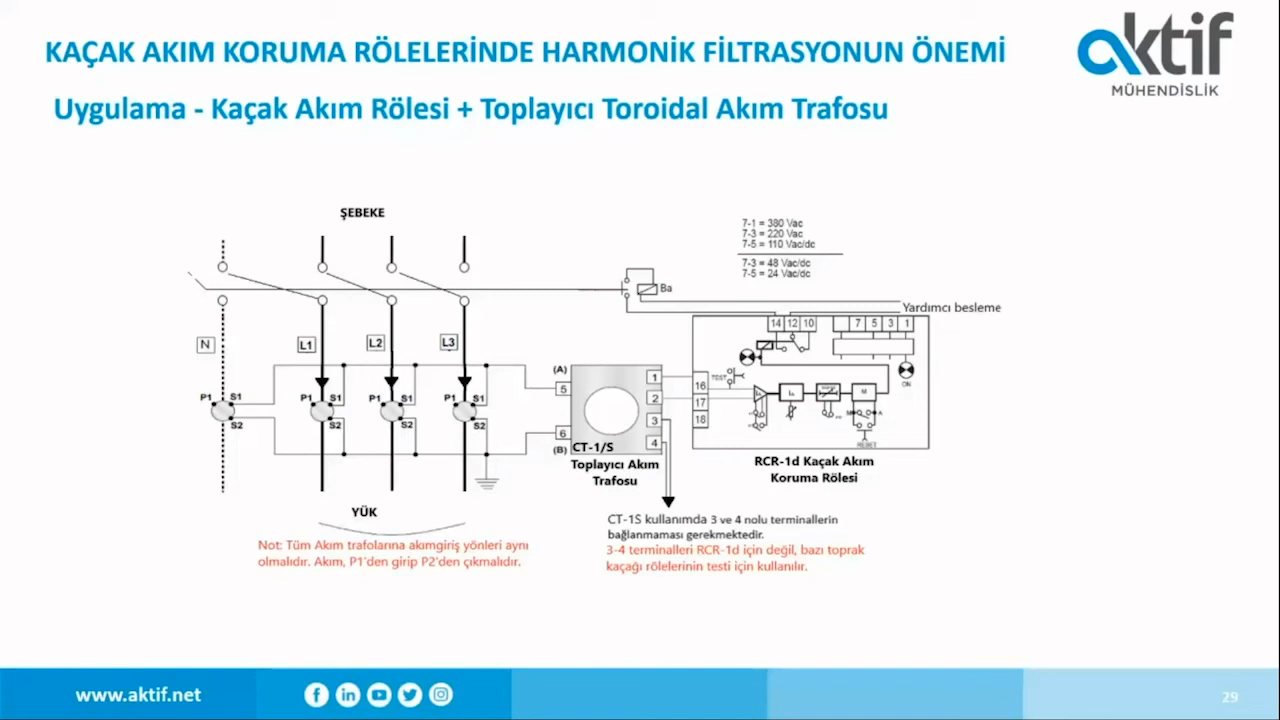 KAÇAK AKIM KORUMA RÖLELERİNDE HARMONİK FİLTRASYONUN ÖNEMİ
aktif
MÜHENDİSLİK
Uygulama - Kaçak Akım Rölesi + Toplayıcı Toroidal Akım Trafosu
ŞEBEKE
7-1 = 380 Vac
7-3 = 220 Vac
7-5 = 110 Vac/dc
7-3 = 48 Vac/dc
7-5 = 24 Vac/dc
Ba
Yardımcı besleme
14 12 10 7 5 3 1
N L1 L2 L3
(A)
5
1
2
3
4
6
(B)
16
17
18
TEST
ON
M
M A
RESET
P1 S1 P1 S1 P1 S1 P1 S1
S2 S2 S2 S2
CT-1/S
Toplayıcı Akım
Trafosu
RCR-1d Kaçak Akım
Koruma Rölesi
YÜK
CT-1S kullanımda 3 ve 4 nolu terminallerin
bağlanmaması gerekmektedir.
3-4 terminalleri RCR-1d için değil, bazı toprak
kaçağı rölelerinin testi için kullanılır.
Not: Tüm Akım trafolarına akımgiriş yönleri aynı
olmalıdır. Akım, P1'den girip P2'den çıkmalıdır.
www.aktif.net
29